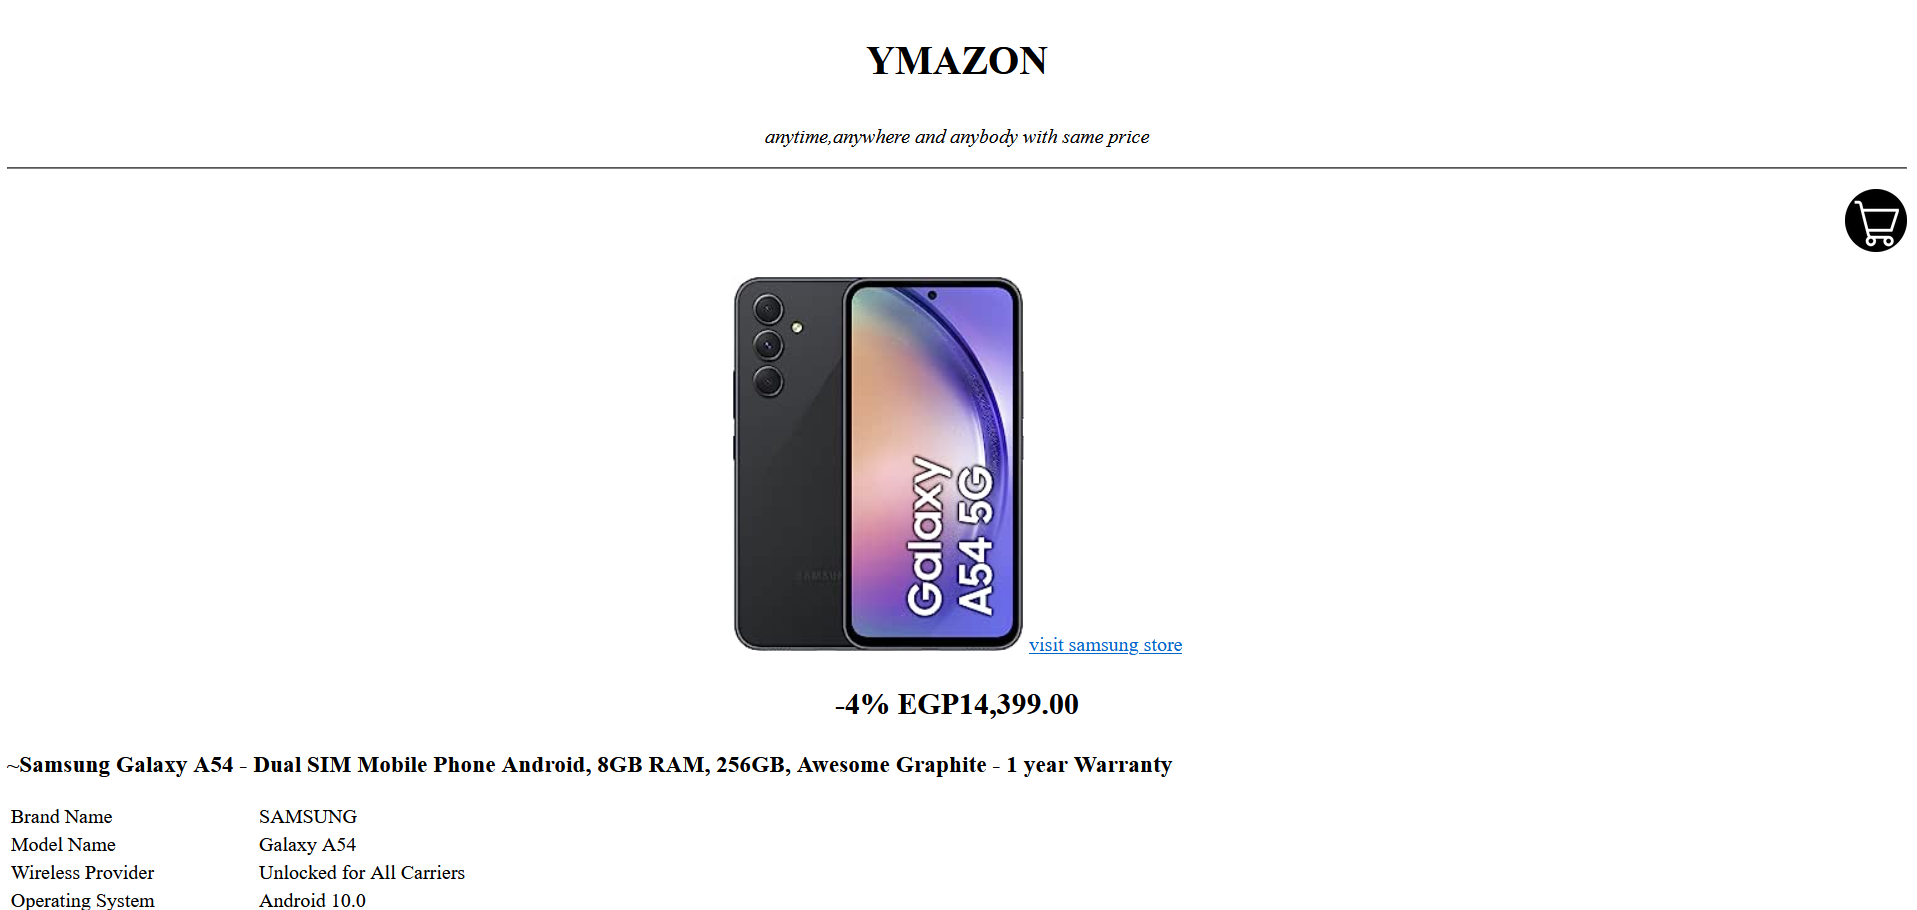 YMAZON
anytime,anywhere and anybody with same price
Galaxy
A54 5G
SAMSUNG
visit samsung store
-4% EGP14,399.00
~Samsung Galaxy A54 - Dual SIM Mobile Phone Android, 8GB RAM, 256GB, Awesome Graphite - 1 year Warranty
Brand Name SAMSUNG
Model Name Galaxy A54
Wireless Provider Unlocked for All Carriers
Operating System Android 10.0